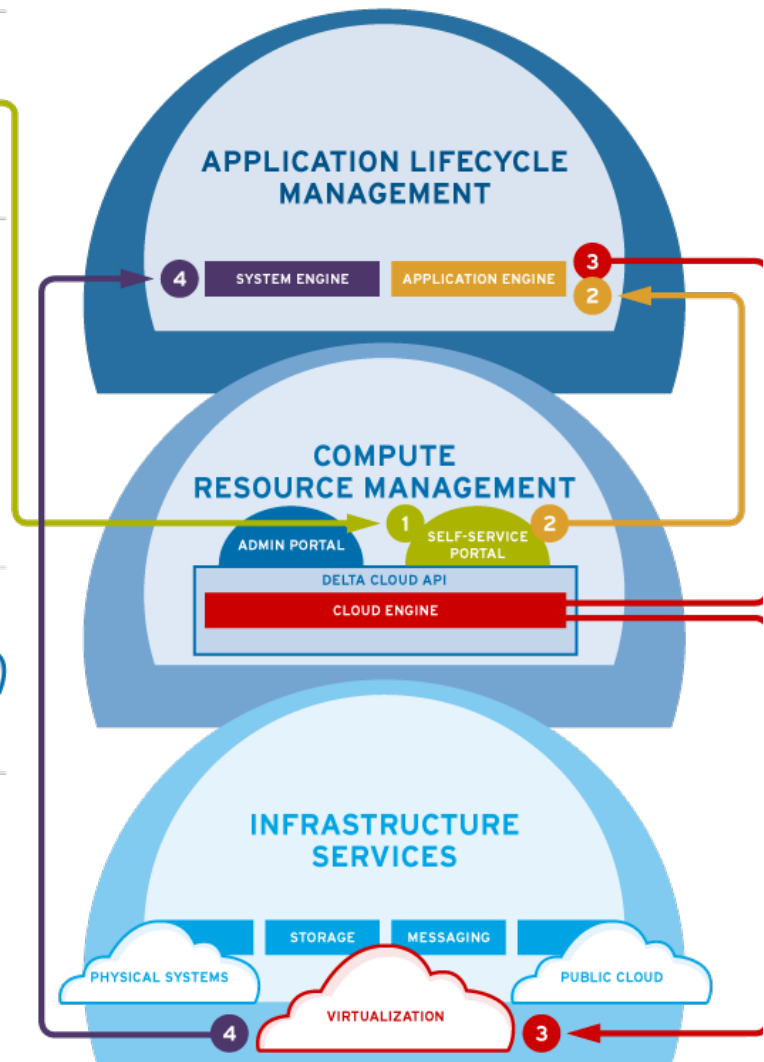 APPLICATION LIFECYCLE
MANAGEMENT
4
SYSTEM ENGINE
APPLICATION ENGINE
3
2
COMPUTE
RESOURCE MANAGEMENT
ADMIN PORTAL
1
SELF-SERVICE
PORTAL
2
DELTA CLOUD API
CLOUD ENGINE
INFRASTRUCTURE
SERVICES
STORAGE
MESSAGING
PHYSICAL SYSTEMS
PUBLIC CLOUD
4
VIRTUALIZATION
3